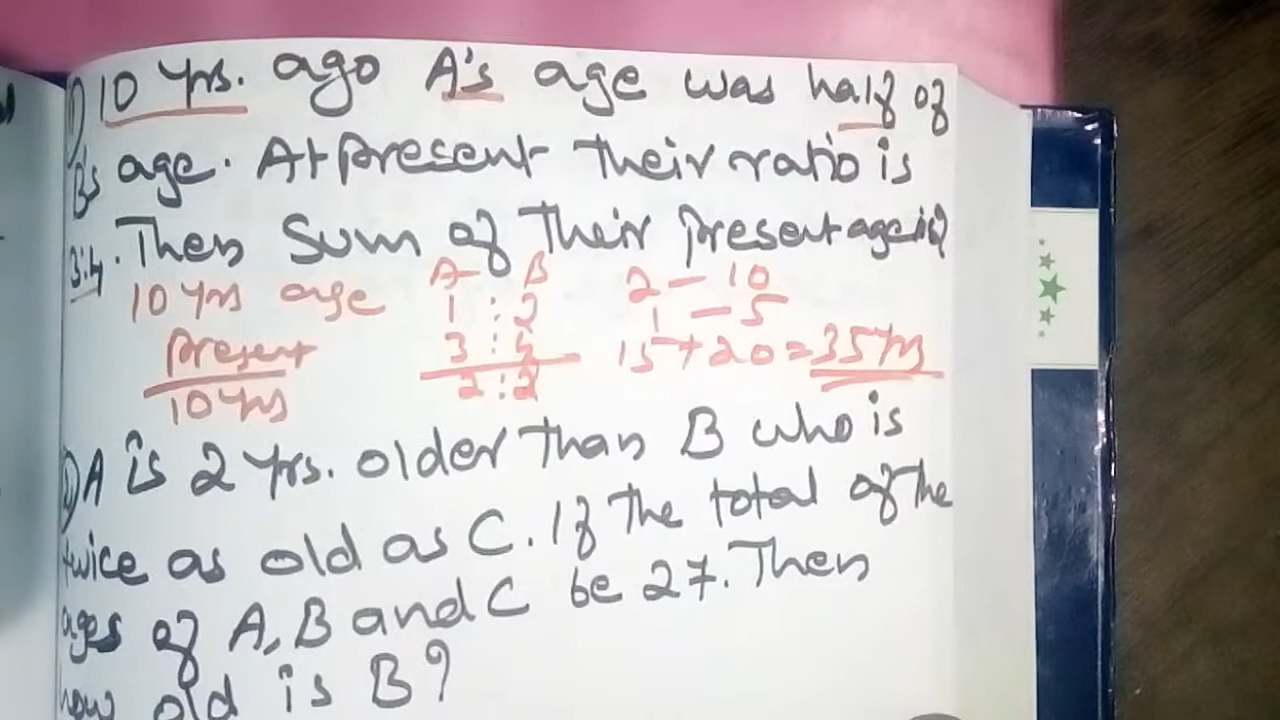 1) 10 Yrs. ago A's age was half of
B's age. At present their ratio is
3:4. Then Sum of Their present age is?
A B
10 yrs age 1 : 2 2 — 10
1 — 5
Present 3 : 4 15 + 20 = 35 yrs
10 yrs 2 : 2
2) A is 2 Yrs. older than B who is
twice as old as C. If The total of The
ages of A, B and C be 27. Then
how old is B?